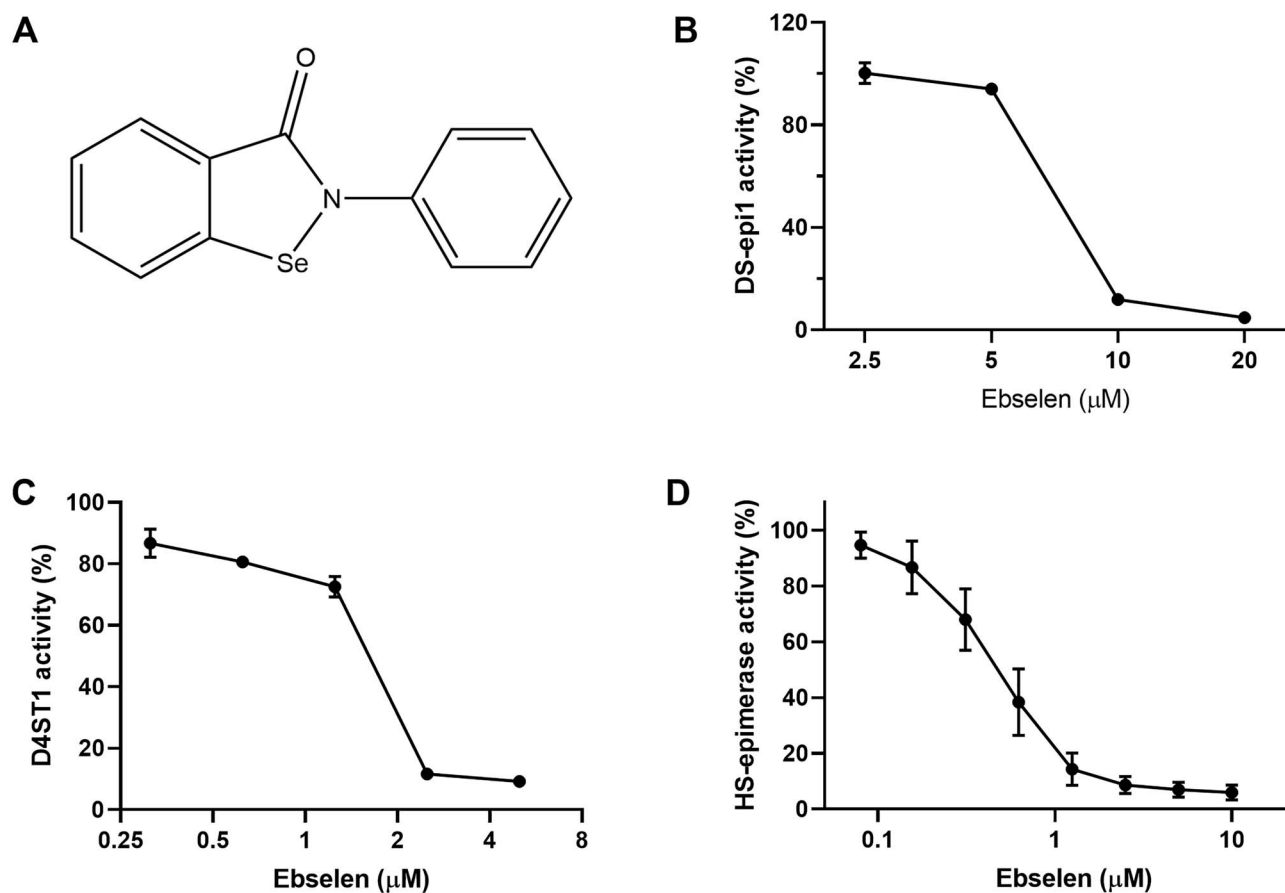 A
O
N
Se
B
DS-epi1 activity (%)
120
80
40
0
2.5 5 10 20
Ebselen (μM)
C
D4ST1 activity (%)
100
80
60
40
20
0
0.25 0.5 1 2 4 8
Ebselen (μM)
D
HS-epimerase activity (%)
100
80
60
40
20
0
0.1 1 10
Ebselen (μM)